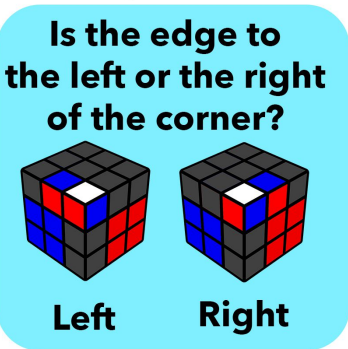 Is the edge to
the left or the right
of the corner?
Left
Right